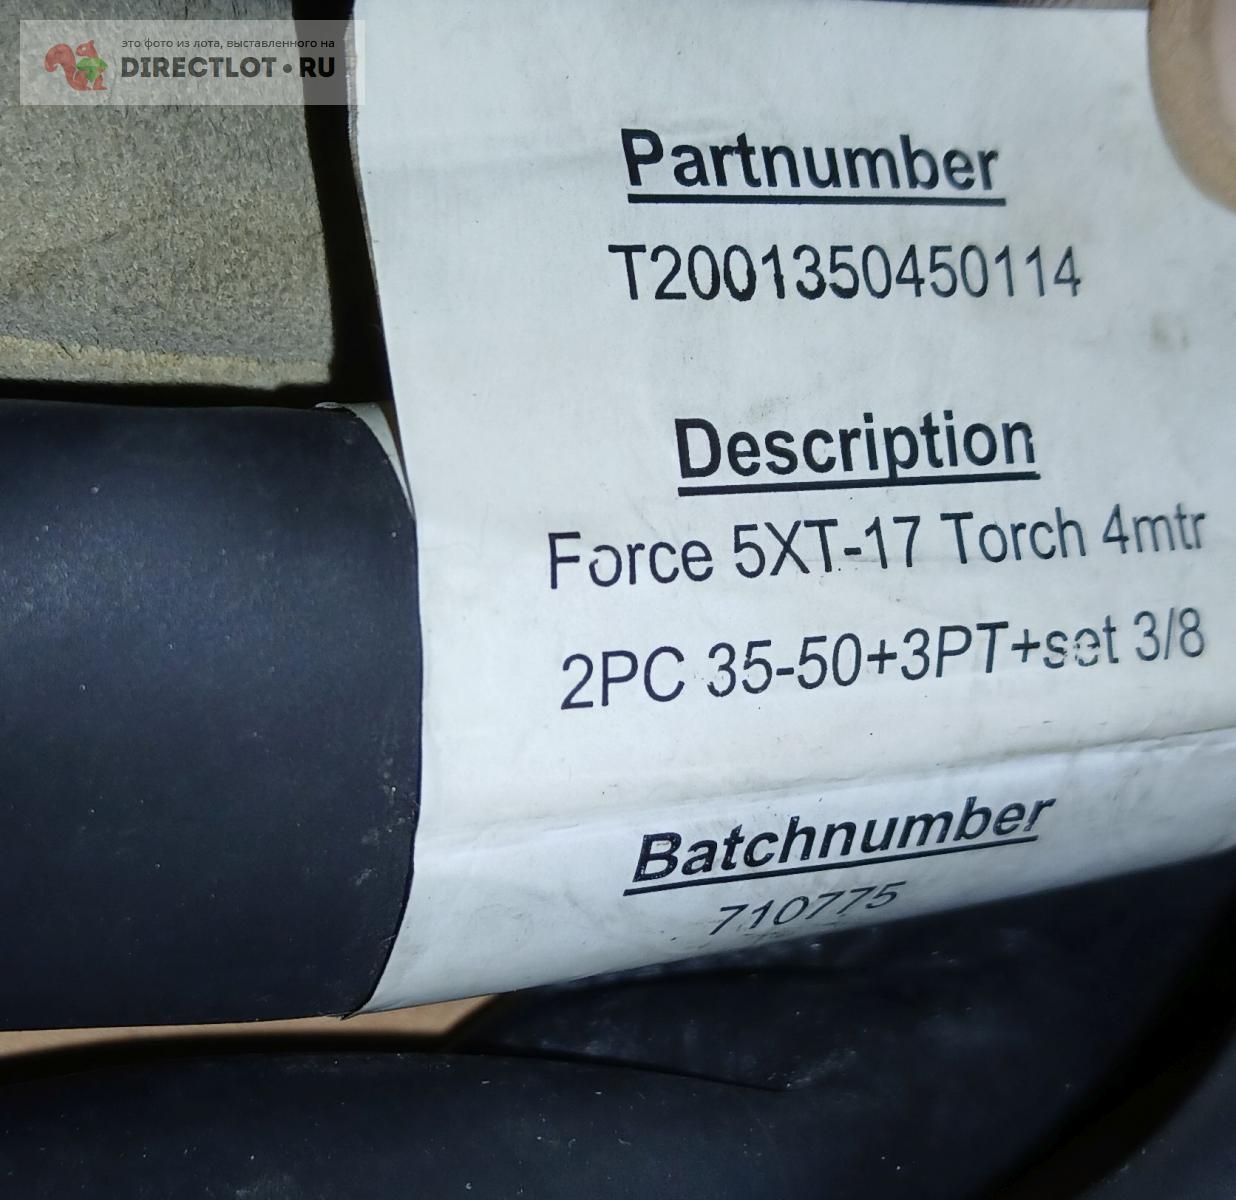 это фото из лота, выставленного на
DIRECTLOT•RU
Partnumber
T2001350450114
Description
Force 5XT-17 Torch 4mtr
2PC 35-50+3PT+set 3/8
Batchnumber
710775